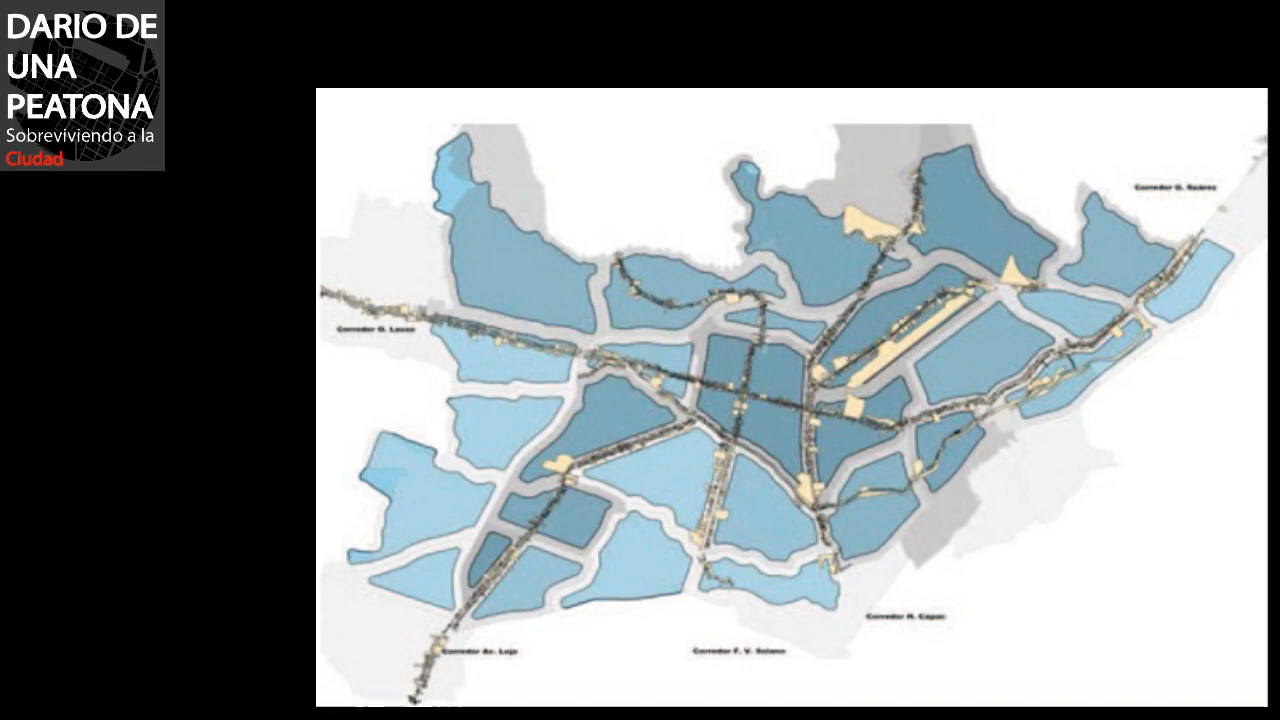 DARIO DE
UNA
PEATONA
Sobreviviendo a la
Ciudad
Corredor O. Suárez
Corredor O. Lasso
Corredor H. Cápac
Corredor Av. Loja
Corredor F. V. Solano